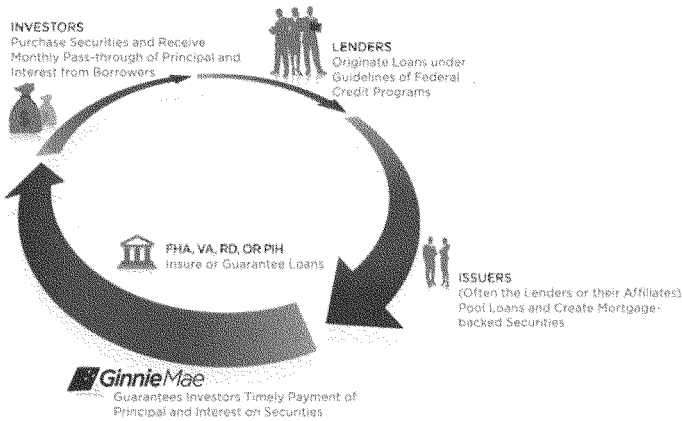 INVESTORS
Purchase Securities and Receive
Monthly Pass-through of Principal and
Interest from Borrowers
LENDERS
Originate Loans under
Guidelines of Federal
Credit Programs
FHA, VA, RD, OR PIH
Insure or Guarantee Loans
ISSUERS
(Often the Lenders or their Affiliates)
Pool Loans and Create Mortgage-
backed Securities
GinnieMae
Guarantees Investors Timely Payment of
Principal and Interest on Securities